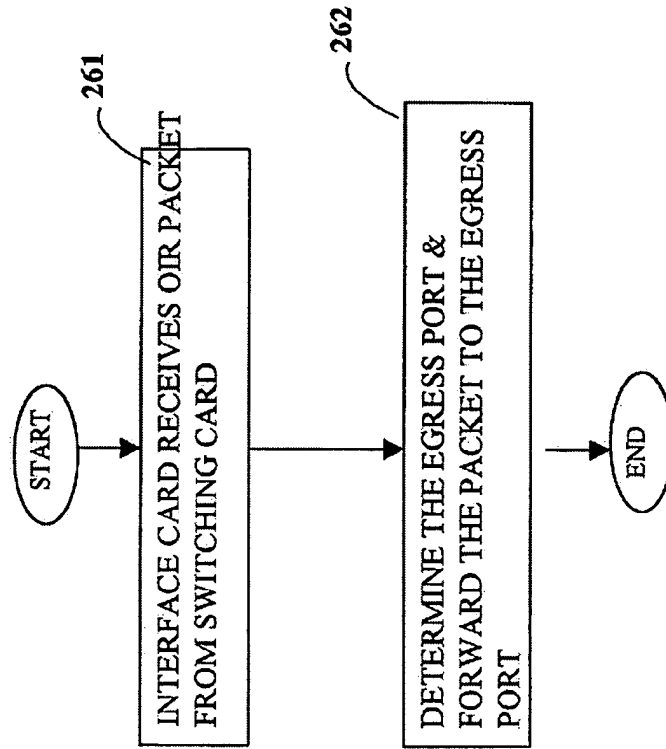 START
261
INTERFACE CARD RECEIVES OIR PACKET
FROM SWITCHING CARD
262
DETERMINE THE EGRESS PORT &
FORWARD THE PACKET TO THE EGRESS
PORT
END